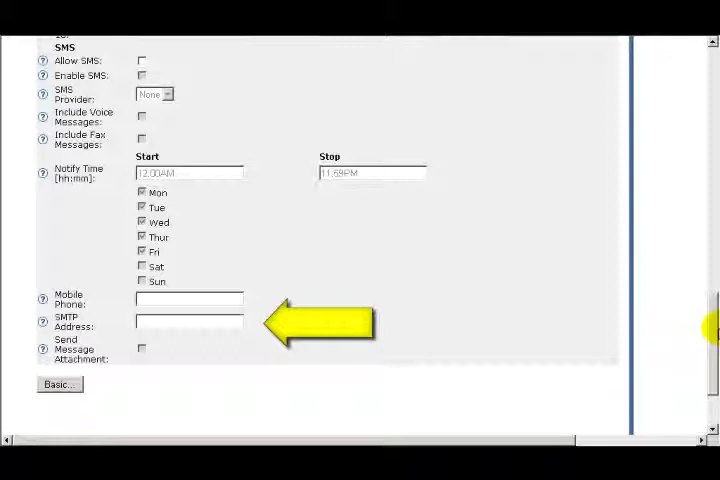 SMS
Allow SMS:
Enable SMS:
SMS
Provider:
None
Include Voice
Messages:
Include Fax
Messages:
Start Stop
Notify Time
[hh:mm]:
12:00AM 11:59PM
Mon
Tue
Wed
Thur
Fri
Sat
Sun
Mobile
Phone:
SMTP
Address:
Send
Message
Attachment:
Basic...